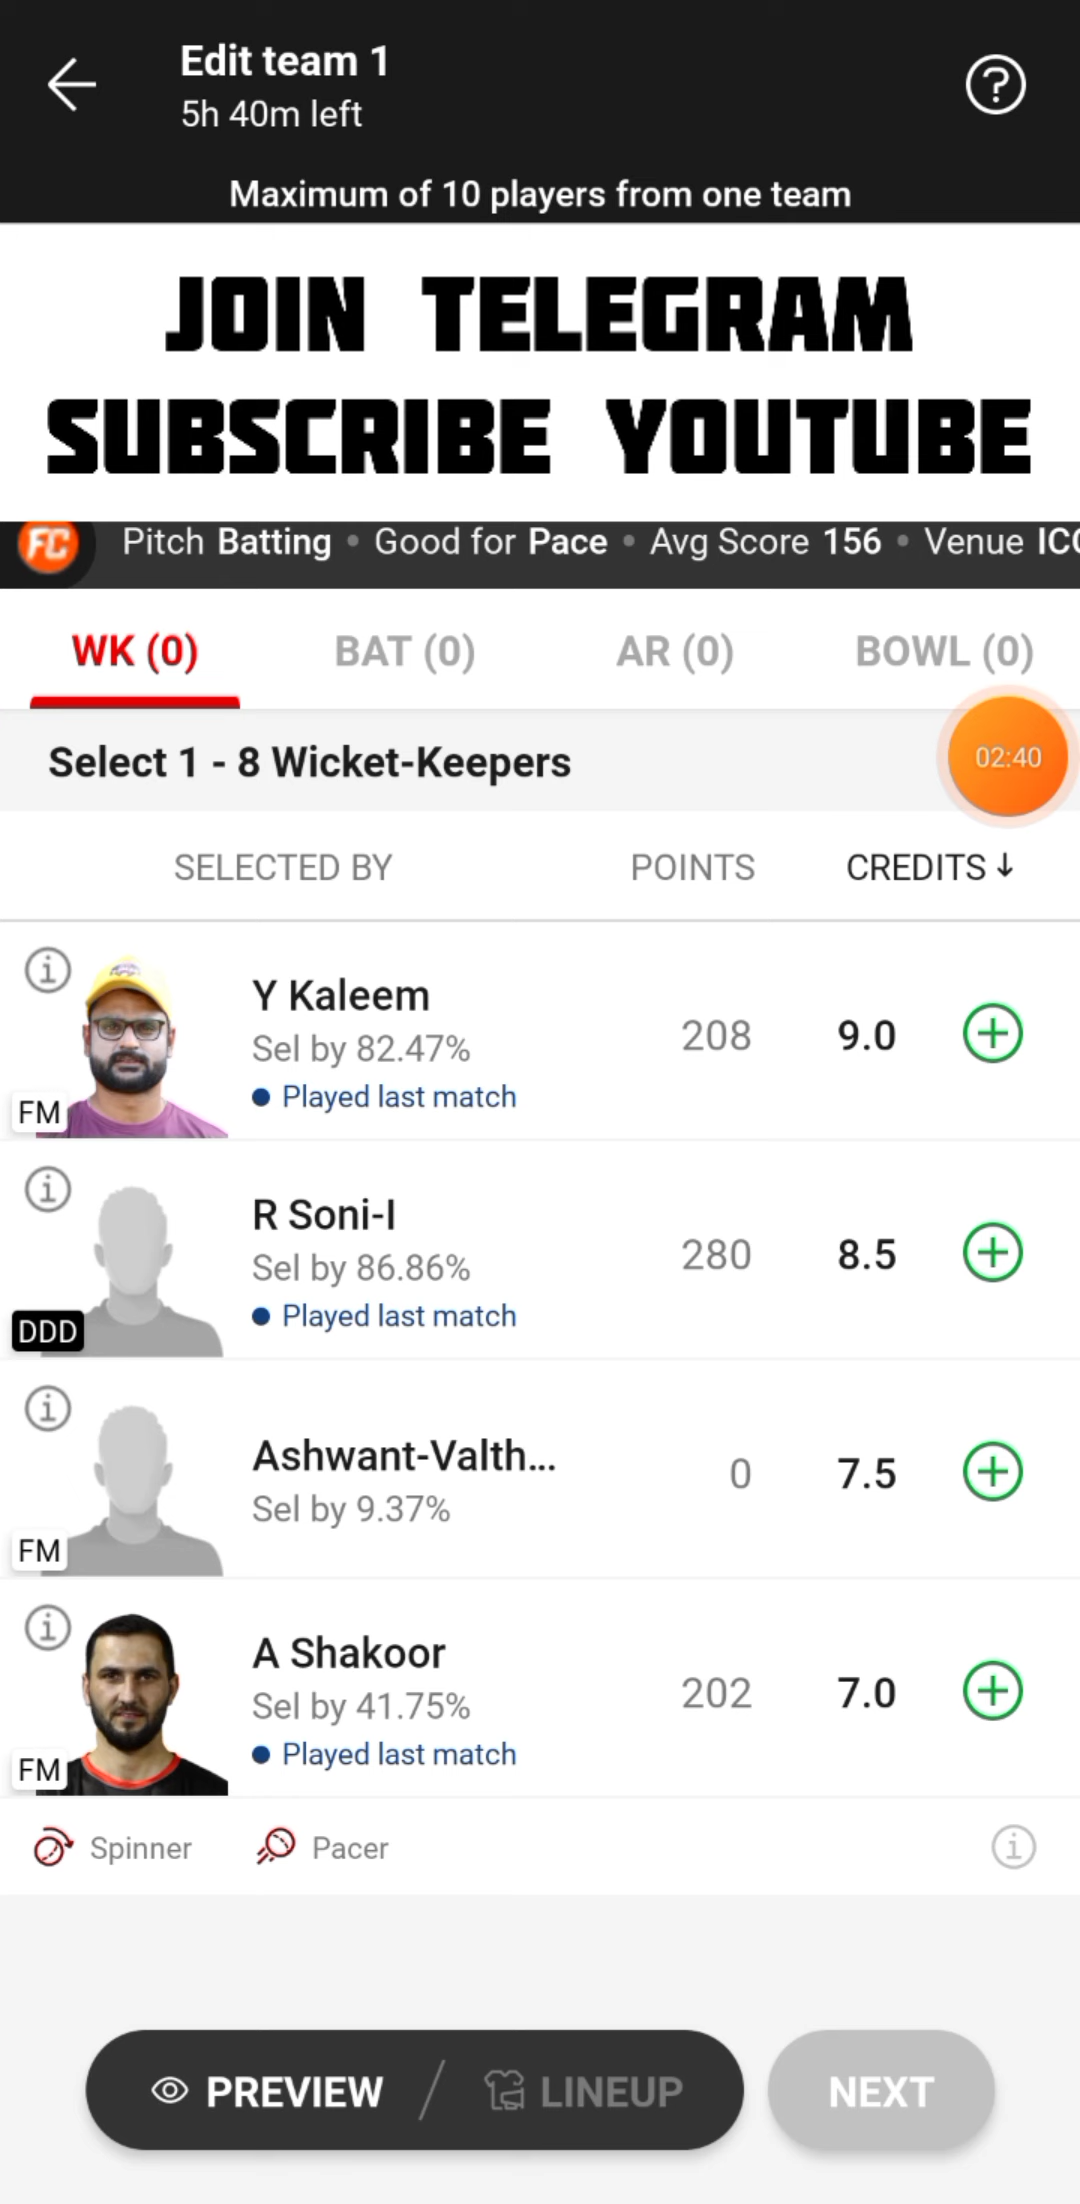 Edit team 1
5h 40m left
Maximum of 10 players from one team
JOIN TELEGRAM
SUBSCRIBE YOUTUBE
FC Pitch Batting • Good for Pace • Avg Score 156 • Venue ICC
WK (0) BAT (0) AR (0) BOWL (0)
Select 1 - 8 Wicket-Keepers
02:40
SELECTED BY POINTS CREDITS ↓
Y Kaleem
Sel by 82.47%
208 9.0
• Played last match
FM
R Soni-I
Sel by 86.86%
280 8.5
• Played last match
DDD
Ashwant-Valth...
Sel by 9.37%
0 7.5
FM
A Shakoor
Sel by 41.75%
202 7.0
• Played last match
FM
Spinner Pacer
PREVIEW / LINEUP NEXT